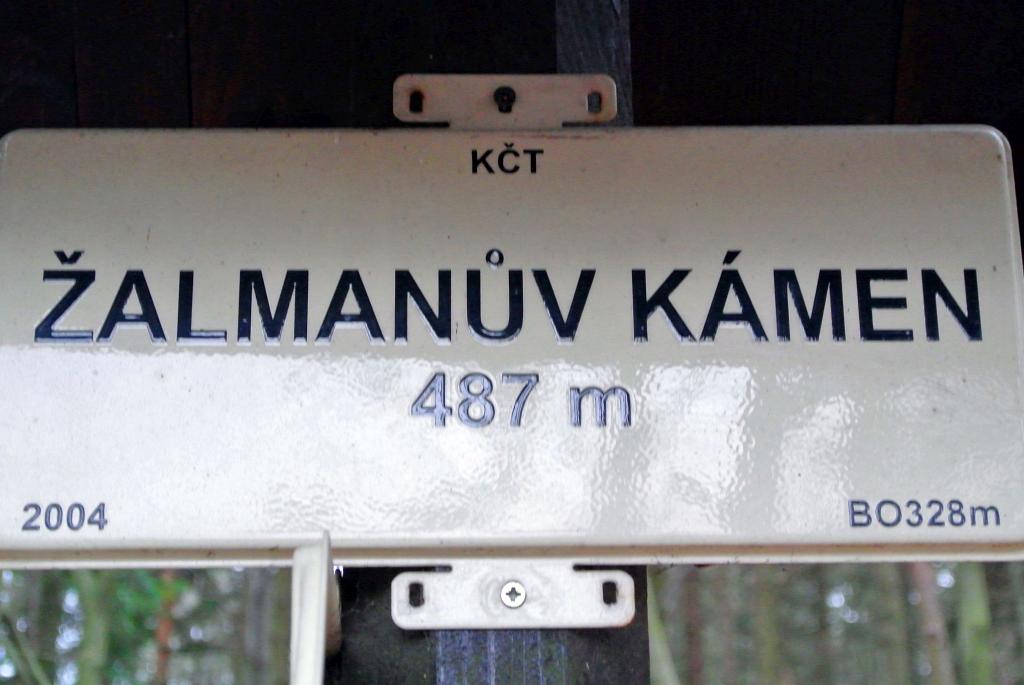 KČT
ŽALMANŮV KÁMEN
487 m
2004 BO328m